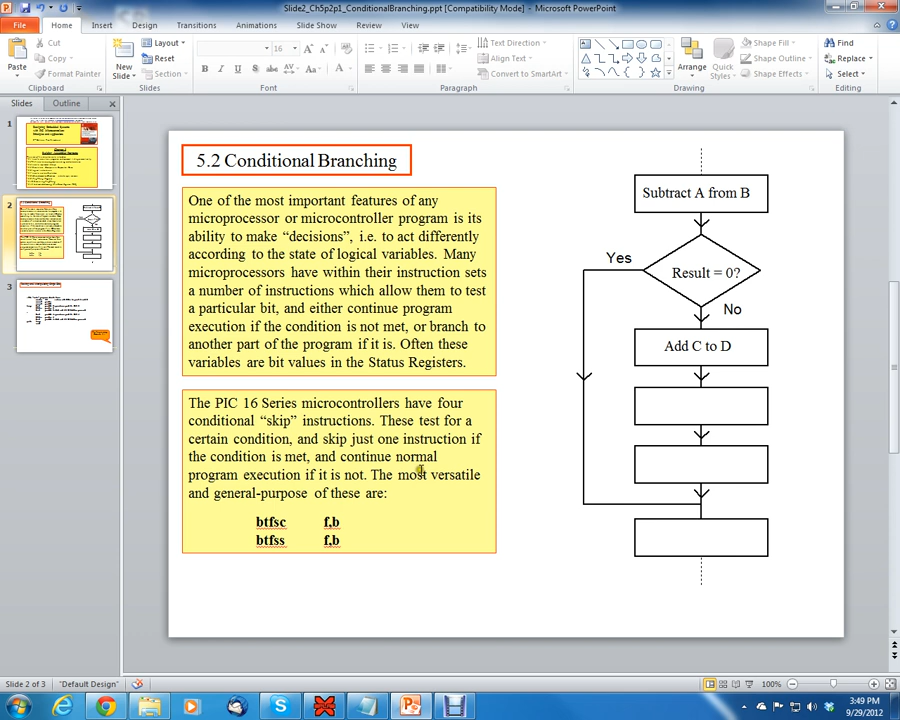 Slide2_Ch5p2p1_ConditionalBranching.ppt [Compatibility Mode] - Microsoft PowerPoint
File Home Insert Design Transitions Animations Slide Show Review View
Cut
Copy
Format Painter
Paste
Clipboard
New Slide
Layout
Reset
Section
Slides
16
B I U S abc AV Aa A
Font
Text Direction
Align Text
Convert to SmartArt
Paragraph
Arrange
Quick Styles
Shape Fill
Shape Outline
Shape Effects
Drawing
Find
Replace
Select
Editing
Slides Outline
1
2
3
5.2 Conditional Branching
One of the most important features of any
microprocessor or microcontroller program is its
ability to make “decisions”, i.e. to act differently
according to the state of logical variables. Many
microprocessors have within their instruction sets
a number of instructions which allow them to test
a particular bit, and either continue program
execution if the condition is not met, or branch to
another part of the program if it is. Often these
variables are bit values in the Status Registers.
The PIC 16 Series microcontrollers have four
conditional “skip” instructions. These test for a
certain condition, and skip just one instruction if
the condition is met, and continue normal
program execution if it is not. The most versatile
and general-purpose of these are:
btfsc f,b
btfss f,b
Subtract A from B
Yes
Result = 0?
No
Add C to D
Slide 2 of 3 "Default Design" 100%
3:49 PM
9/29/2012